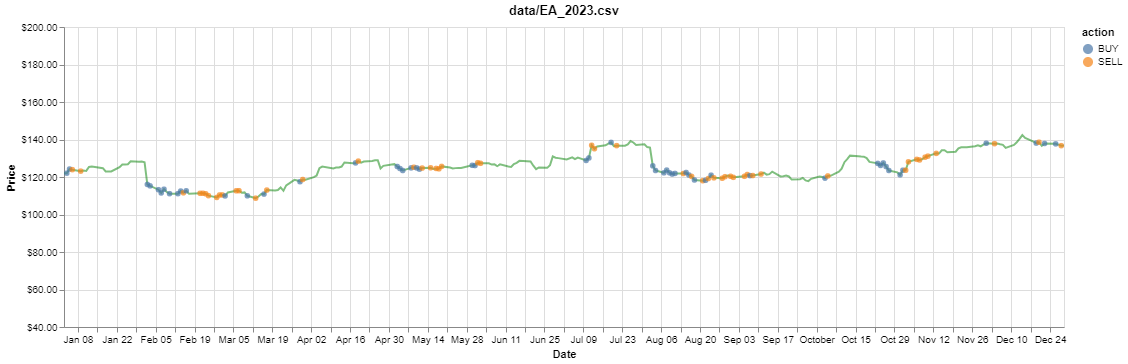 data/EA_2023.csv
$200.00
$180.00
$160.00
$140.00
$120.00
$100.00
$80.00
$60.00
$40.00
Price
Jan 08 Jan 22 Feb 05 Feb 19 Mar 05 Mar 19 Apr 02 Apr 16 Apr 30 May 14 May 28 Jun 11 Jun 25 Jul 09 Jul 23 Aug 06 Aug 20 Sep 03 Sep 17 October Oct 15 Oct 29 Nov 12 Nov 26 Dec 10 Dec 24
Date
action
BUY
SELL